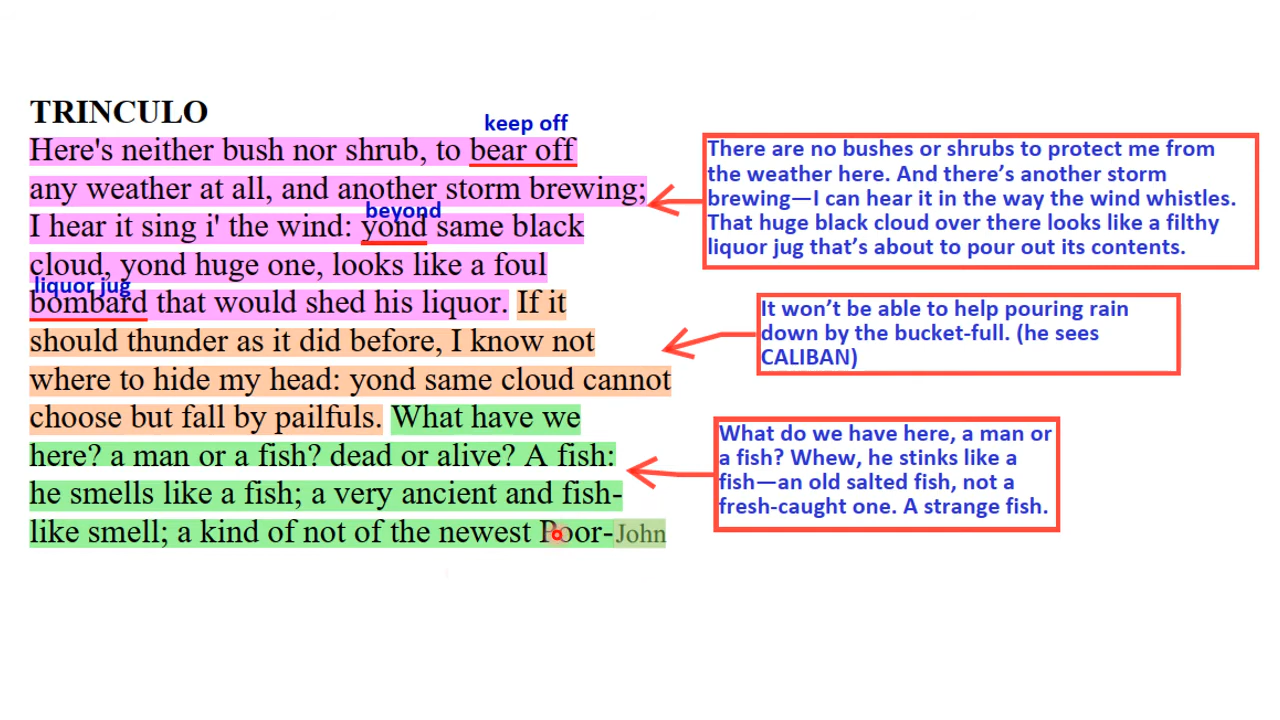 TRINCULO
keep off
Here's neither bush nor shrub, to bear off
any weather at all, and another storm brewing;
beyond
I hear it sing i' the wind: yond same black
cloud, yond huge one, looks like a foul
liquor jug
bombard that would shed his liquor. If it
should thunder as it did before, I know not
where to hide my head: yond same cloud cannot
choose but fall by pailfuls. What have we
here? a man or a fish? dead or alive? A fish:
he smells like a fish; a very ancient and fish-
like smell; a kind of not of the newest Poor-John
There are no bushes or shrubs to protect me from
the weather here. And there’s another storm
brewing—I can hear it in the way the wind whistles.
That huge black cloud over there looks like a filthy
liquor jug that’s about to pour out its contents.
It won’t be able to help pouring rain
down by the bucket-full. (he sees
CALIBAN)
What do we have here, a man or
a fish? Whew, he stinks like a
fish—an old salted fish, not a
fresh-caught one. A strange fish.